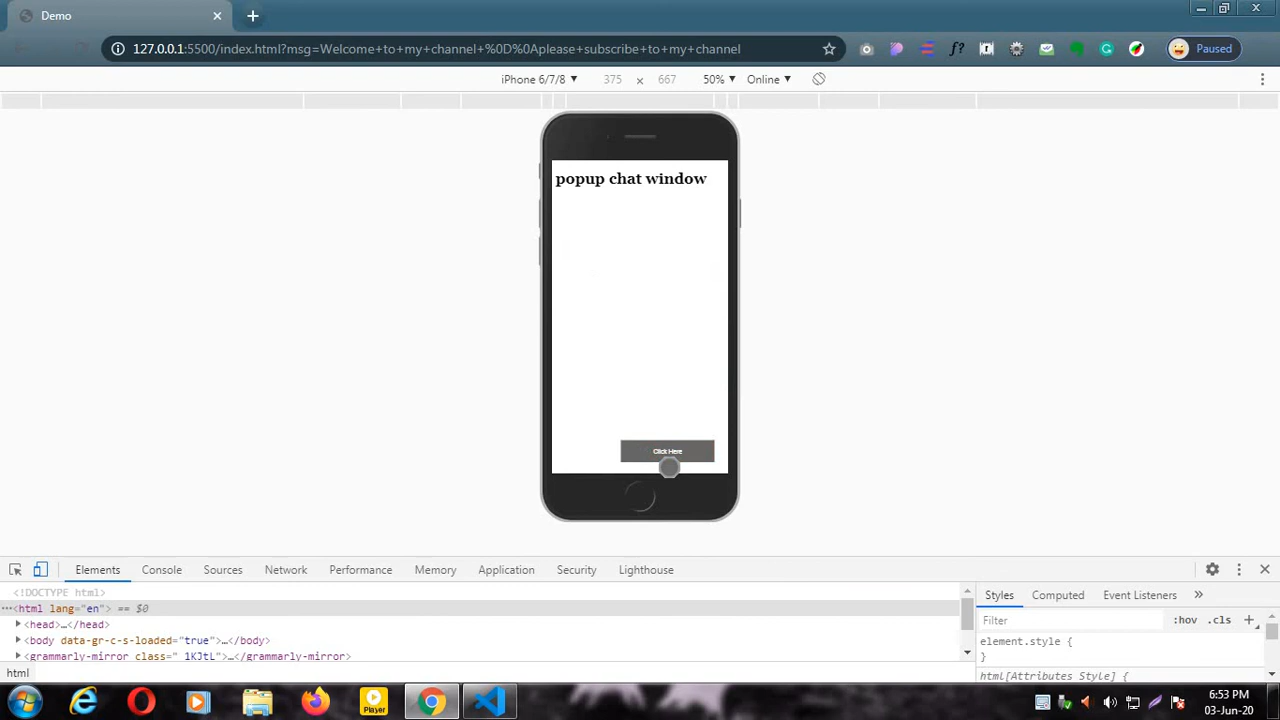 Demo
127.0.0.1:5500/index.html?msg=Welcome+to+my+channel+%0D%0Aplease+subscribe+to+my+channel
Paused
iPhone 6/7/8 375 × 667 50% Online
popup chat window
Click Here
Elements Console Sources Network Performance Memory Application Security Lighthouse
<!DOCTYPE html>
⋯<html lang="en"> == $0
<head>…</head>
<body data-gr-c-s-loaded="true">…</body>
<grammarly-mirror class="_1KJtL">…</grammarly-mirror>
html
Styles Computed Event Listeners »
Filter :hov .cls +
element.style {
}
html[Attributes Style] {
Player
6:53 PM
03-Jun-20